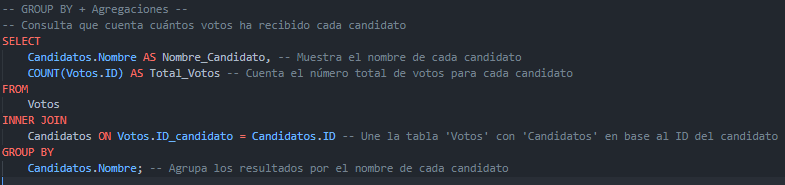 -- GROUP BY + Agregaciones --
-- Consulta que cuenta cuántos votos ha recibido cada candidato
SELECT
    Candidatos.Nombre AS Nombre_Candidato, -- Muestra el nombre de cada candidato
    COUNT(Votos.ID) AS Total_Votos -- Cuenta el número total de votos para cada candidato
FROM
    Votos
INNER JOIN
    Candidatos ON Votos.ID_candidato = Candidatos.ID -- Une la tabla 'Votos' con 'Candidatos' en base al ID del candidato
GROUP BY
    Candidatos.Nombre; -- Agrupa los resultados por el nombre de cada candidato